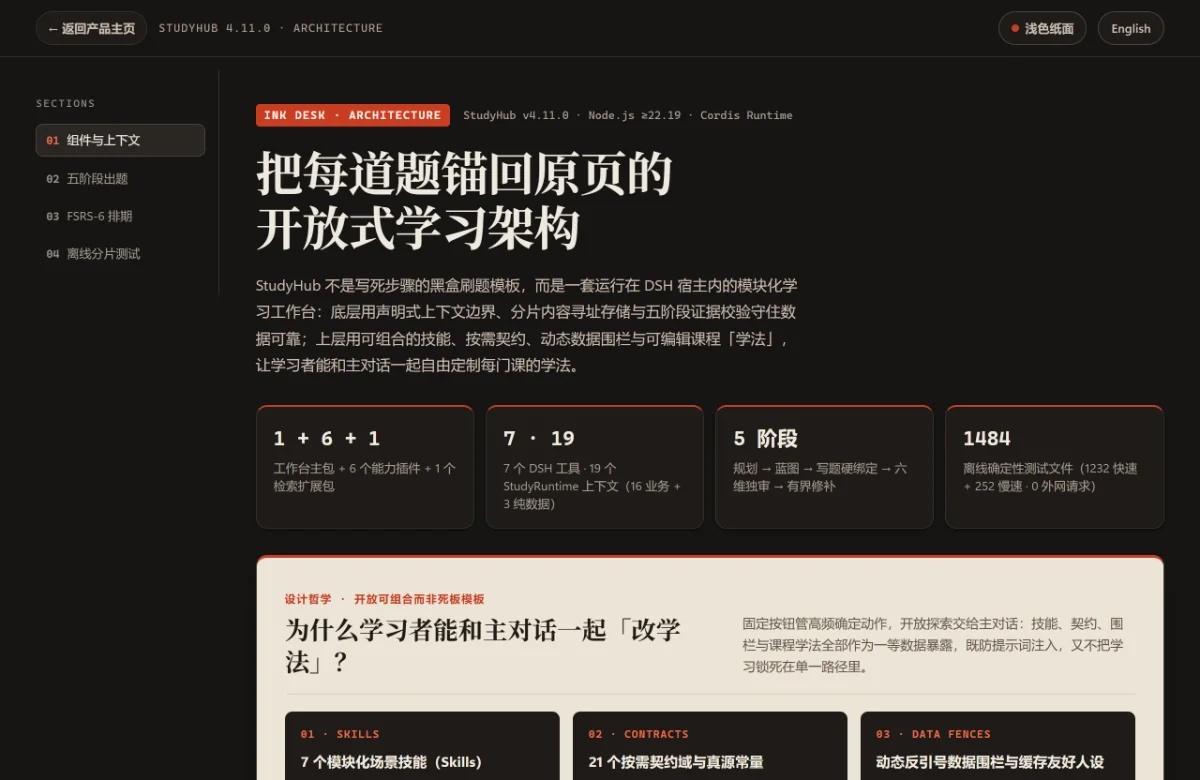 ← 返回产品主页
STUDYHUB 4.11.0 · ARCHITECTURE
浅色纸面
English
SECTIONS
01 组件与上下文
02 五阶段出题
03 FSRS-6 排期
04 离线分片测试
INK DESK · ARCHITECTURE
StudyHub v4.11.0 · Node.js ≥22.19 · Cordis Runtime
把每道题锚回原页的
开放式学习架构
StudyHub 不是写死步骤的黑盒刷题模板，而是一套运行在 DSH 宿主内的模块化学
习工作台：底层用声明式上下文边界、分片内容寻址存储与五阶段证据校验守住数
据可靠；上层用可组合的技能、按需契约、动态数据围栏与可编辑课程「学法」，
让学习者能和主对话一起自由定制每门课的学法。
1 + 6 + 1
工作台主包 + 6 个能力插件 + 1 个
检索扩展包
7 · 19
7 个 DSH 工具 · 19 个
StudyRuntime 上下文（16 业务 +
3 纯数据）
5 阶段
规划 → 蓝图 → 写题硬绑定 → 六
维独审 → 有界修补
1484
离线确定性测试文件（1232 快速
+ 252 慢速 · 0 外网请求）
设计哲学 · 开放可组合而非死板模板
为什么学习者能和主对话一起「改学
法」？
固定按钮管高频确定动作，开放探索交给主对话：技能、契约、围
栏与课程学法全部作为一等数据暴露，既防提示词注入，又不把学
习锁死在单一路径里。
01 · SKILLS
7 个模块化场景技能（Skills）
02 · CONTRACTS
21 个按需契约域与真源常量
03 · DATA FENCES
动态反引号数据围栏与缓存友好人设